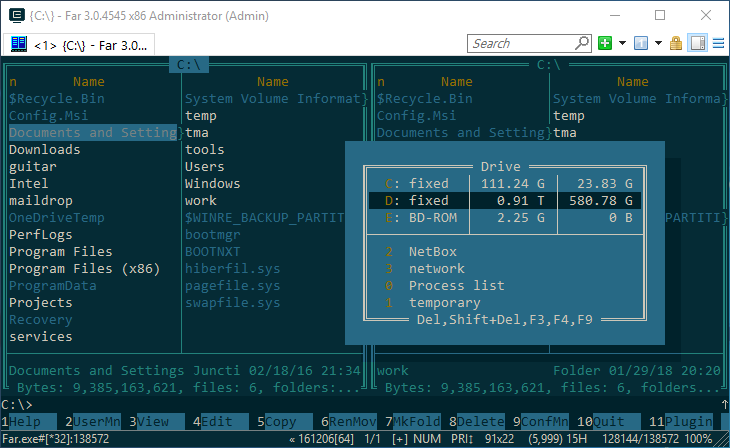 {C:\} - Far 3.0.4545 x86 Administrator (Admin)
<1> {C:\} - Far 3.0...
Search
C:\
C:\
n Name Name n Name Name
$Recycle.Bin System Volume Informat} $Recycle.Bin System Volume Informat}
Config.Msi temp Config.Msi temp
Documents and Setting} tma Documents and Setting} tma
Downloads tools
guitar Users
Intel Windows
maildrop work
OneDriveTemp $WINRE_BACKUP_PARTIT PARTITI}
PerfLogs bootmgr
Program Files BOOTNXT
Program Files (x86) hiberfil.sys
ProgramData pagefile.sys
Projects swapfile.sys
Recovery
services
Drive
C: fixed 111.24 G 23.83 G
D: fixed 0.91 T 580.78 G
E: BD-ROM 2.25 G 0 B
2 NetBox
3 network
0 Process list
1 temporary
Del,Shift+Del,F3,F4,F9
Documents and Settings Juncti 02/18/16 21:34
Bytes: 9,385,163,621, files: 6, folders:...
work Folder 01/29/18 20:20
Bytes: 9,385,163,621, files: 6, folders:...
C:\>
1Help 2UserMn 3View 4Edit 5Copy 6RenMov 7MkFold 8Delete 9ConfMn 10Quit 11Plugin
Far.exe#[*32]:138572 « 161206[64] 1/1 [+] NUM PRI↕ 91x22 (5,999) 15H 128144/138572 100%